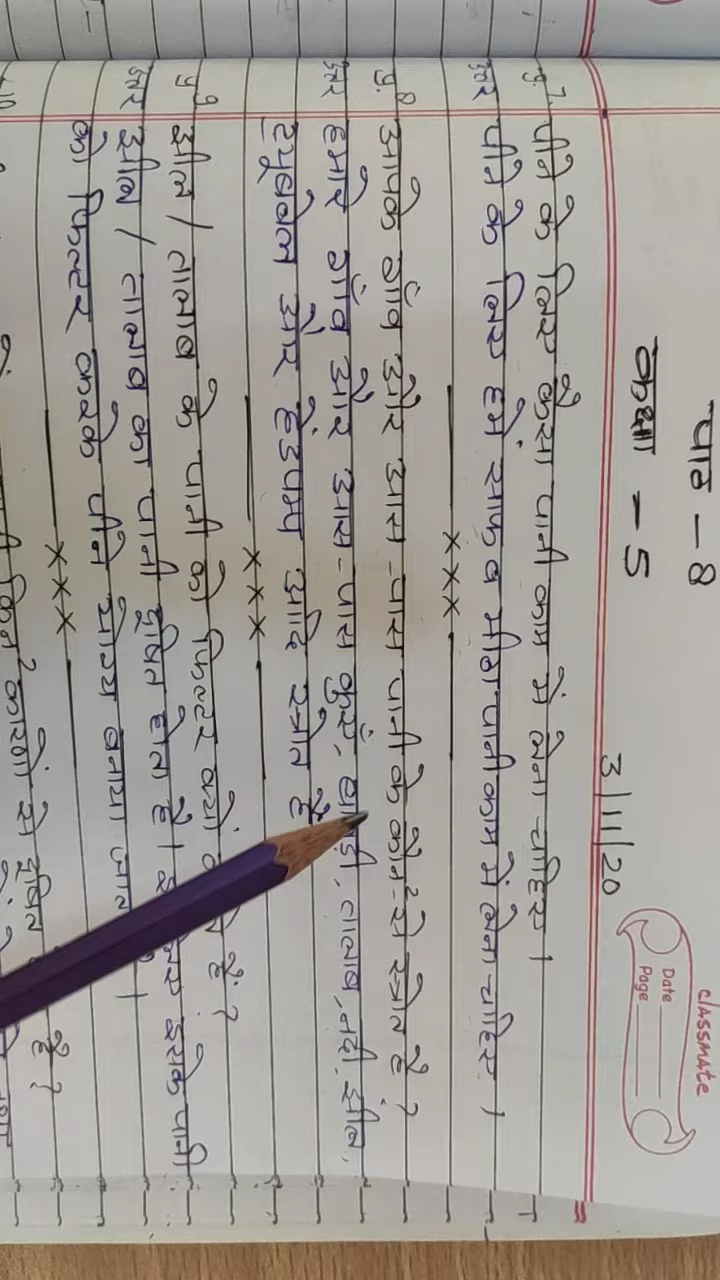 पाठ - 8
कक्षा - 5
3/11/20
classmate
Date
Page
प्र.7 पीने के लिए कैसा पानी काम में लेना चाहिए।
उत्तर पीने के लिए हमें साफ व मीठा पानी काम में लेना चाहिए।
×××
प्र.8 आपके गाँव और आस-पास पानी के कौन-से स्त्रोत हैं?
उत्तर हमारे गाँव और आस-पास कुएँ, तालाब, नदी, झील,
ट्युबवेल और हैंडपम्प आदि स्त्रोत है
×××
प्र.9 झील / तालाब के पानी को फिल्टर क्यों हैं?
उत्तर झील / तालाब का पानी दूषित होता है। इसके पानी
को फिल्टर करके पीने योग्य बनाया जाता
×××
किन कारणों से दूषित है?